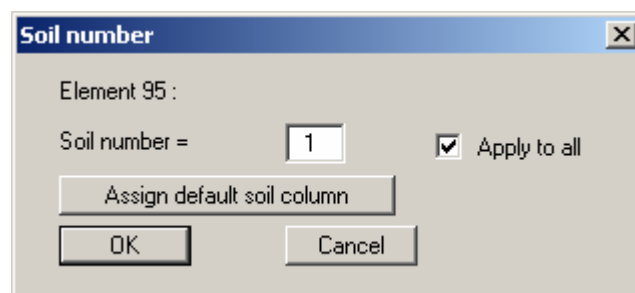 Soil number
Element 95 :
Soil number = 1 Apply to all
Assign default soil column
OK Cancel